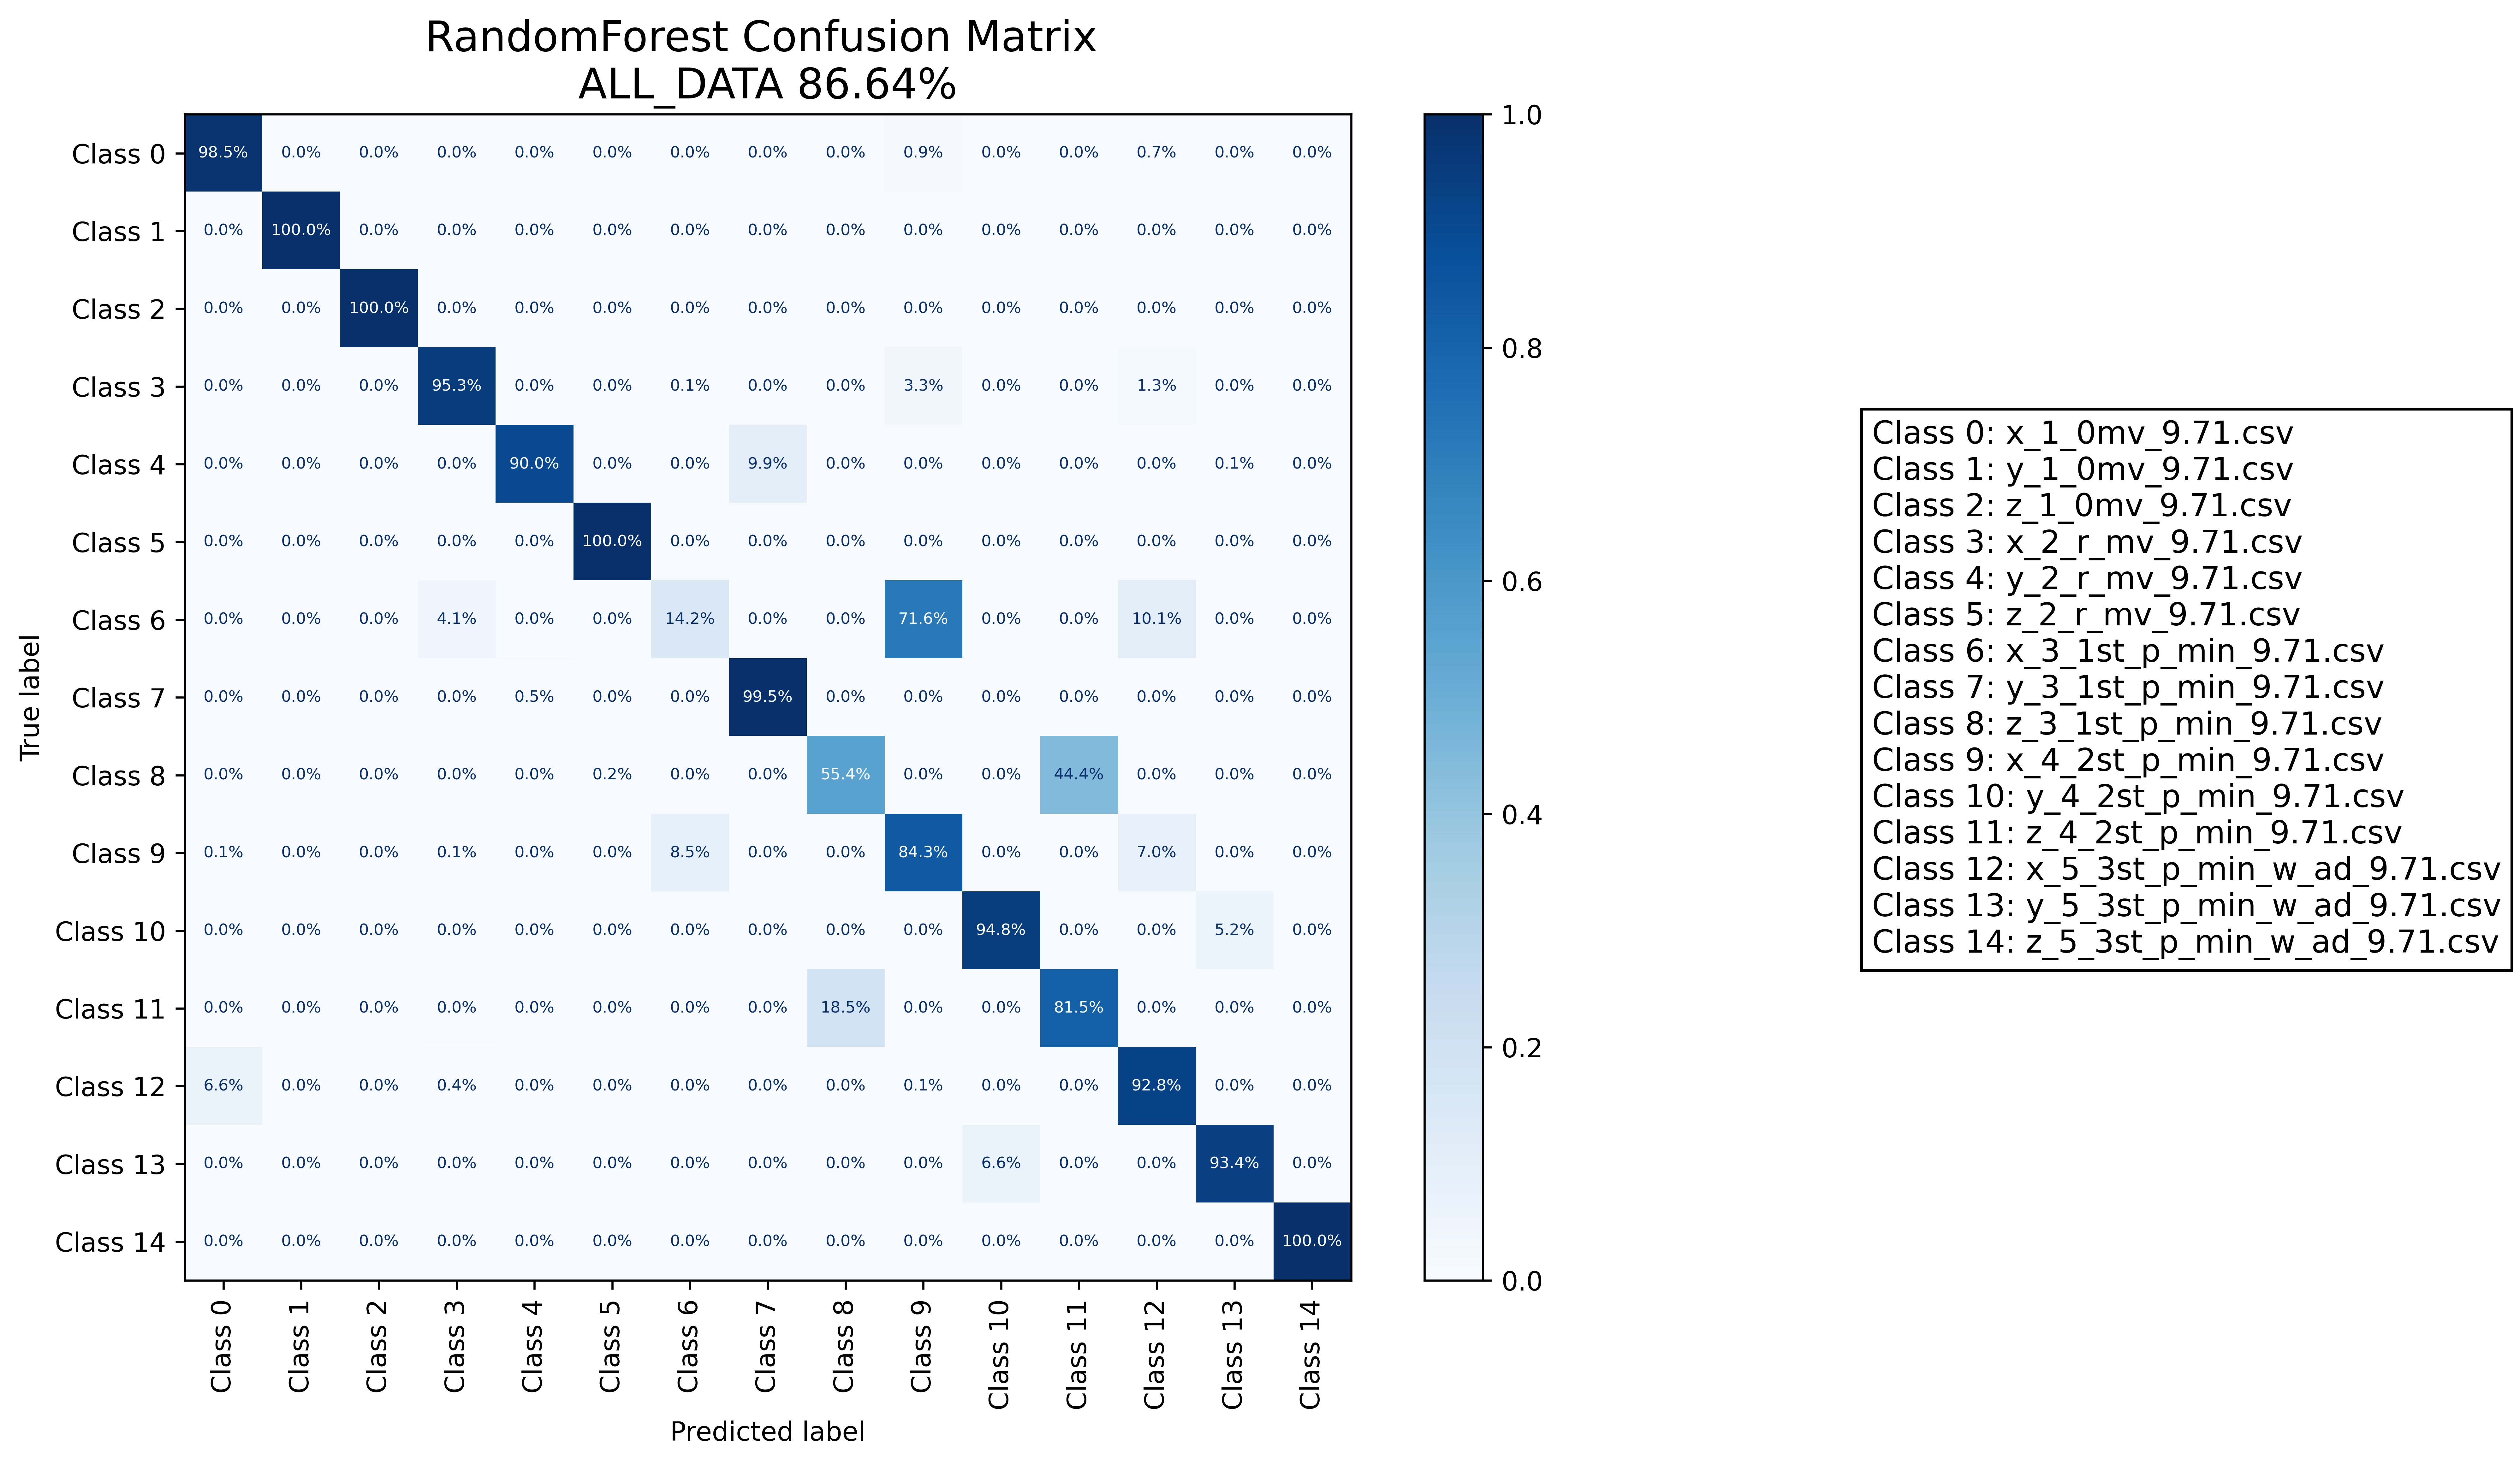 RandomForest Confusion Matrix
ALL_DATA 86.64%
True label
Class 0 98.5% 0.0% 0.0% 0.0% 0.0% 0.0% 0.0% 0.0% 0.0% 0.9% 0.0% 0.0% 0.7% 0.0% 0.0%
Class 1 0.0% 100.0% 0.0% 0.0% 0.0% 0.0% 0.0% 0.0% 0.0% 0.0% 0.0% 0.0% 0.0% 0.0% 0.0%
Class 2 0.0% 0.0% 100.0% 0.0% 0.0% 0.0% 0.0% 0.0% 0.0% 0.0% 0.0% 0.0% 0.0% 0.0% 0.0%
Class 3 0.0% 0.0% 0.0% 95.3% 0.0% 0.0% 0.1% 0.0% 0.0% 3.3% 0.0% 0.0% 1.3% 0.0% 0.0%
Class 4 0.0% 0.0% 0.0% 0.0% 90.0% 0.0% 0.0% 9.9% 0.0% 0.0% 0.0% 0.0% 0.0% 0.1% 0.0%
Class 5 0.0% 0.0% 0.0% 0.0% 0.0% 100.0% 0.0% 0.0% 0.0% 0.0% 0.0% 0.0% 0.0% 0.0% 0.0%
Class 6 0.0% 0.0% 0.0% 4.1% 0.0% 0.0% 14.2% 0.0% 0.0% 71.6% 0.0% 0.0% 10.1% 0.0% 0.0%
Class 7 0.0% 0.0% 0.0% 0.0% 0.5% 0.0% 0.0% 99.5% 0.0% 0.0% 0.0% 0.0% 0.0% 0.0% 0.0%
Class 8 0.0% 0.0% 0.0% 0.0% 0.0% 0.2% 0.0% 0.0% 55.4% 0.0% 0.0% 44.4% 0.0% 0.0% 0.0%
Class 9 0.1% 0.0% 0.0% 0.1% 0.0% 0.0% 8.5% 0.0% 0.0% 84.3% 0.0% 0.0% 7.0% 0.0% 0.0%
Class 10 0.0% 0.0% 0.0% 0.0% 0.0% 0.0% 0.0% 0.0% 0.0% 0.0% 94.8% 0.0% 0.0% 5.2% 0.0%
Class 11 0.0% 0.0% 0.0% 0.0% 0.0% 0.0% 0.0% 0.0% 18.5% 0.0% 0.0% 81.5% 0.0% 0.0% 0.0%
Class 12 6.6% 0.0% 0.0% 0.4% 0.0% 0.0% 0.0% 0.0% 0.0% 0.1% 0.0% 0.0% 92.8% 0.0% 0.0%
Class 13 0.0% 0.0% 0.0% 0.0% 0.0% 0.0% 0.0% 0.0% 0.0% 0.0% 6.6% 0.0% 0.0% 93.4% 0.0%
Class 14 0.0% 0.0% 0.0% 0.0% 0.0% 0.0% 0.0% 0.0% 0.0% 0.0% 0.0% 0.0% 0.0% 0.0% 100.0%
Class 0 Class 1 Class 2 Class 3 Class 4 Class 5 Class 6 Class 7 Class 8 Class 9 Class 10 Class 11 Class 12 Class 13 Class 14
Predicted label
1.0
0.8
0.6
0.4
0.2
0.0
Class 0: x_1_0mv_9.71.csv
Class 1: y_1_0mv_9.71.csv
Class 2: z_1_0mv_9.71.csv
Class 3: x_2_r_mv_9.71.csv
Class 4: y_2_r_mv_9.71.csv
Class 5: z_2_r_mv_9.71.csv
Class 6: x_3_1st_p_min_9.71.csv
Class 7: y_3_1st_p_min_9.71.csv
Class 8: z_3_1st_p_min_9.71.csv
Class 9: x_4_2st_p_min_9.71.csv
Class 10: y_4_2st_p_min_9.71.csv
Class 11: z_4_2st_p_min_9.71.csv
Class 12: x_5_3st_p_min_w_ad_9.71.csv
Class 13: y_5_3st_p_min_w_ad_9.71.csv
Class 14: z_5_3st_p_min_w_ad_9.71.csv